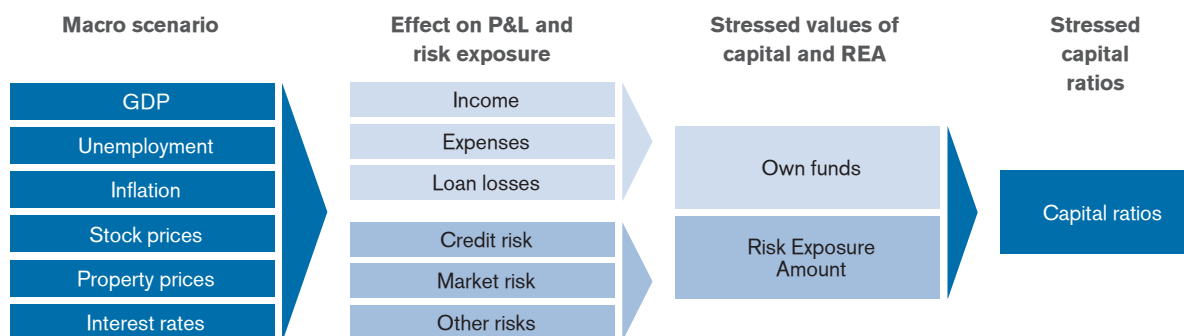 Macro scenario
Effect on P&L and
risk exposure
Stressed values of
capital and REA
Stressed
capital
ratios
GDP
Unemployment
Inflation
Stock prices
Property prices
Interest rates
Income
Expenses
Loan losses
Credit risk
Market risk
Other risks
Own funds
Risk Exposure
Amount
Capital ratios